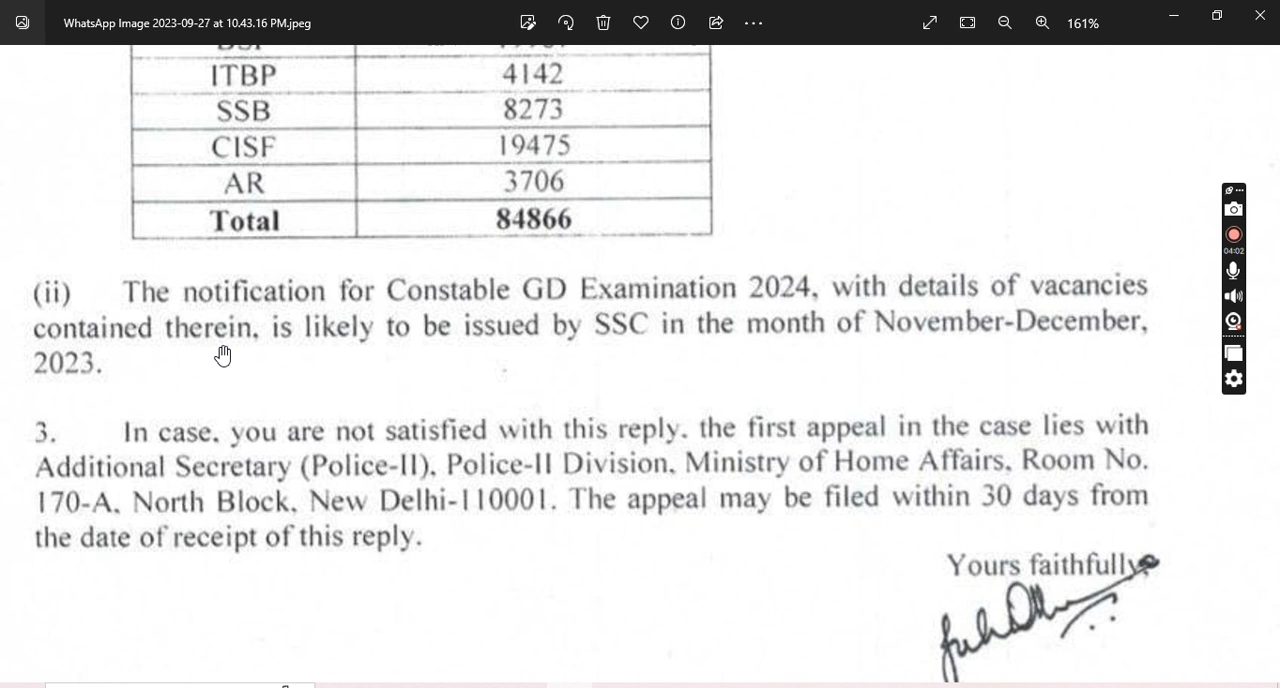 WhatsApp Image 2023-09-27 at 10.43.16 PM.jpeg
161%
ITBP 4142
SSB 8273
CISF 19475
AR 3706
Total 84866
04:02
(ii) The notification for Constable GD Examination 2024, with details of vacancies
contained therein, is likely to be issued by SSC in the month of November-December,
2023.
3. In case, you are not satisfied with this reply, the first appeal in the case lies with
Additional Secretary (Police-II), Police-II Division, Ministry of Home Affairs, Room No.
170-A, North Block, New Delhi-110001. The appeal may be filed within 30 days from
the date of receipt of this reply.
Yours faithfully